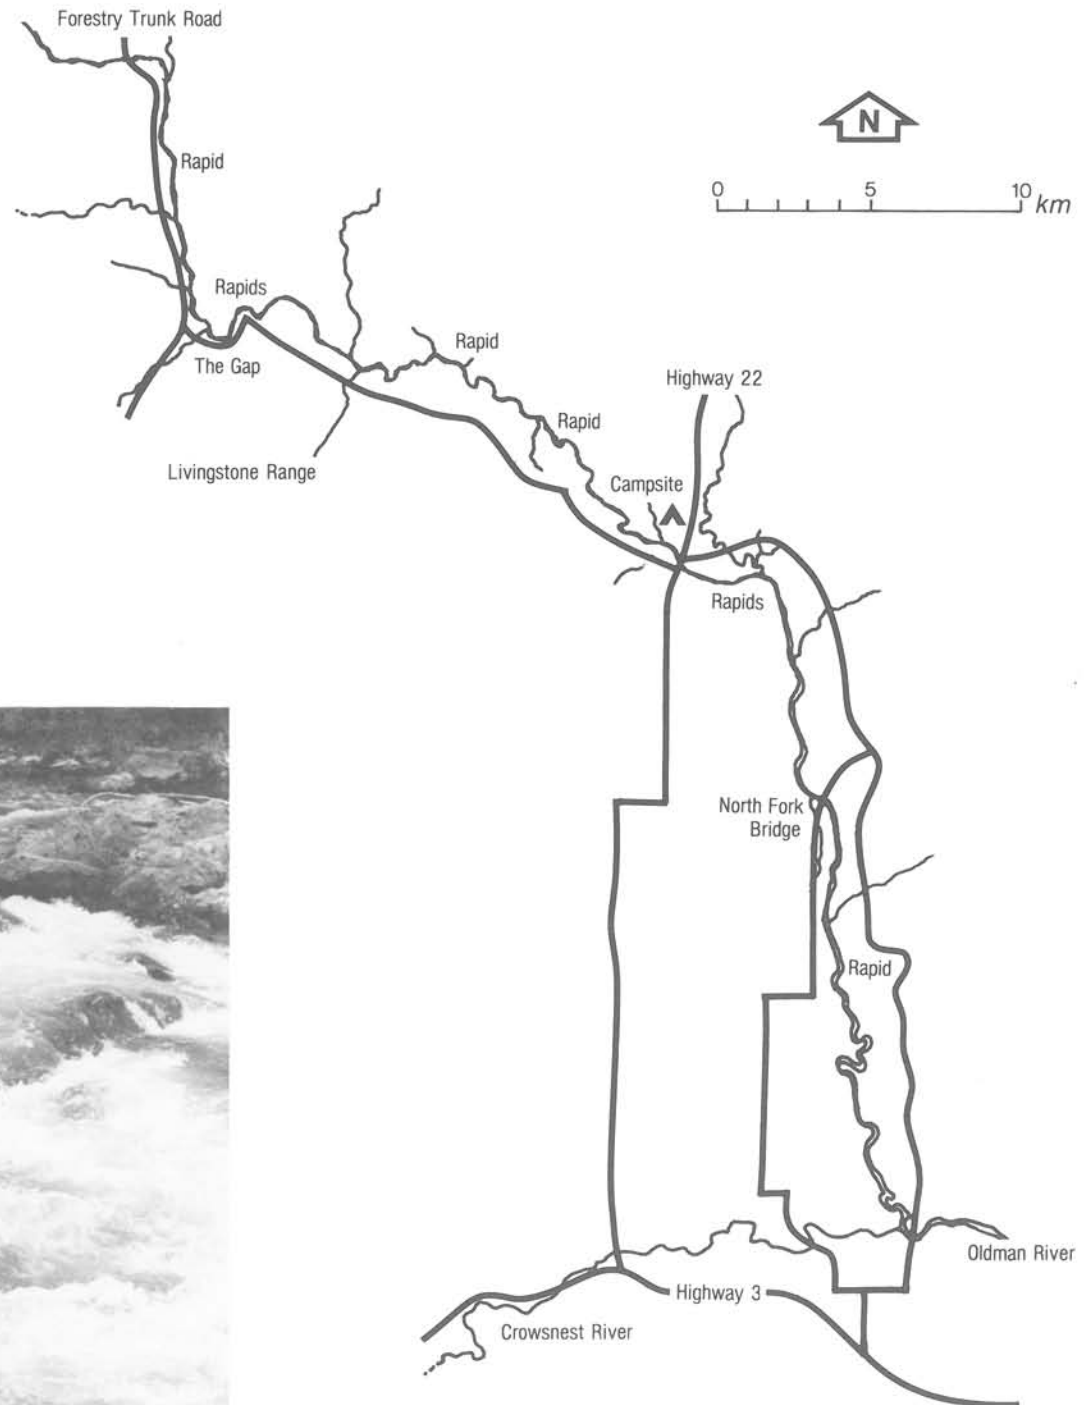 Forestry Trunk Road
N
0 5 10 km
Rapid
Rapids
The Gap
Rapid
Highway 22
Rapid
Livingstone Range
Campsite
Rapids
North Fork
Bridge
Rapid
Oldman River
Highway 3
Crowsnest River